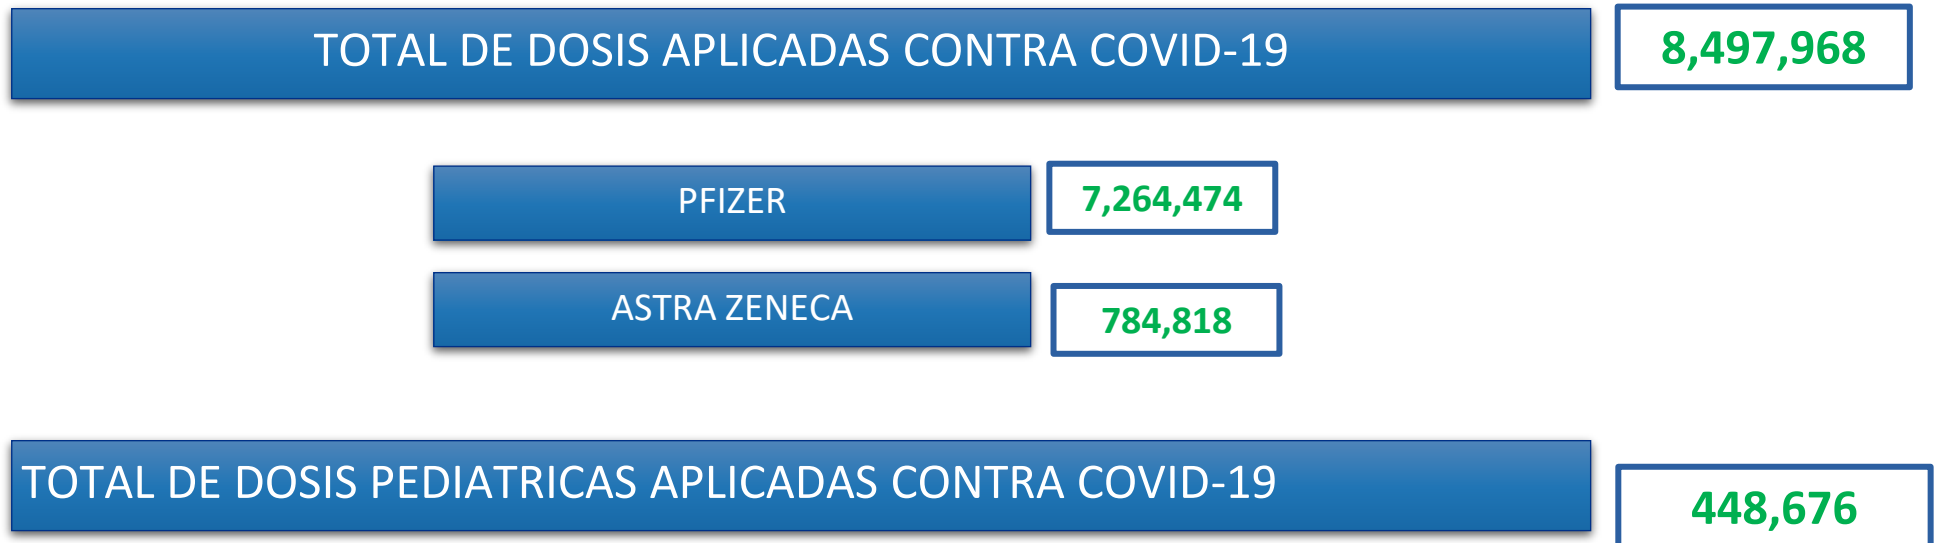 TOTAL DE DOSIS APLICADAS CONTRA COVID-19 8,497,968
PFIZER 7,264,474
ASTRA ZENECA 784,818
TOTAL DE DOSIS PEDIATRICAS APLICADAS CONTRA COVID-19 448,676